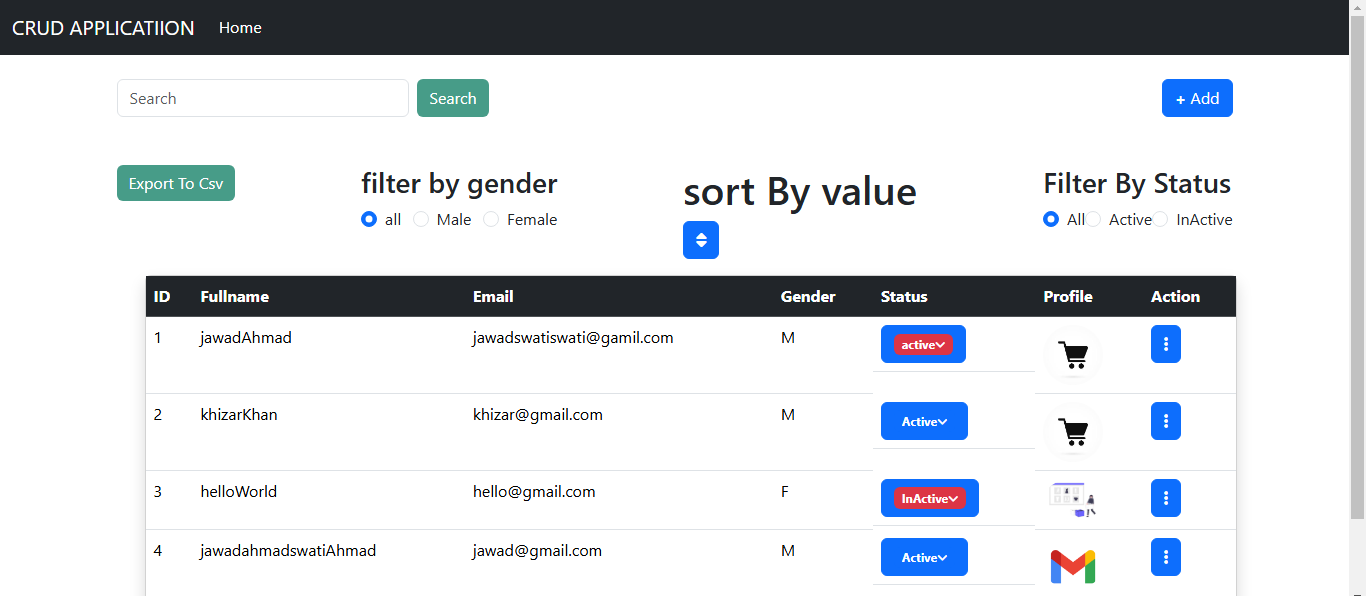 CRUD APPLICATIION Home
Search Search + Add
Export To Csv filter by gender sort By value Filter By Status
all Male Female All Active InActive
ID Fullname Email Gender Status Profile Action
1 jawadAhmad jawadswatiswati@gamil.com M active
2 khizarKhan khizar@gmail.com M Active
3 helloWorld hello@gmail.com F InActive
4 jawadahmadswatiAhmad jawad@gmail.com M Active